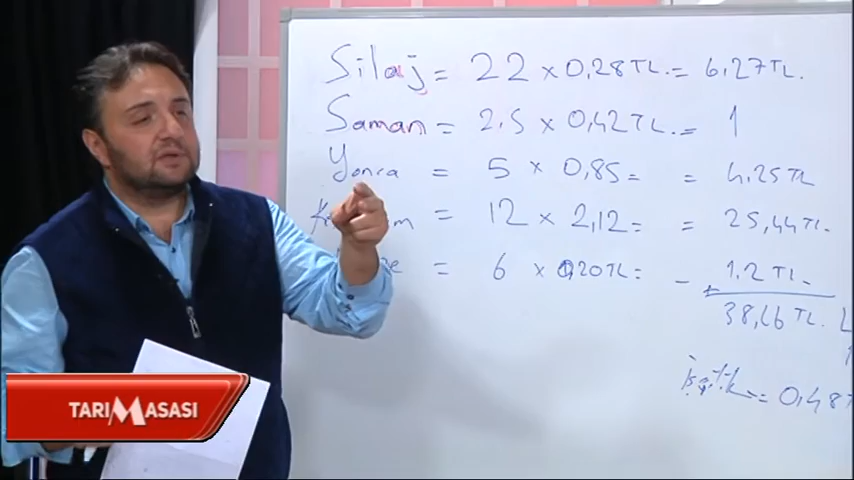 Silaj = 22 x 0,28 TL. = 6,27 TL.
Saman = 2.5 x 0,42 TL. = 1
Yonca = 5 x 0,85 = = 4.25 TL
12 x 2,12 = = 25,44 TL.
= 6 x 0,20 TL = - 1.2 TL
38,16 TL.
= 0,48
TARIM MASASI